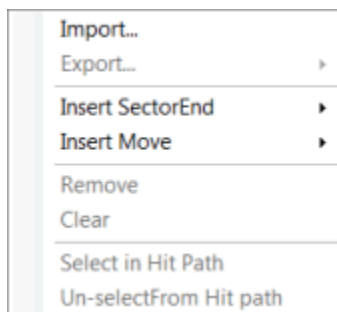 Import...
Export...
Insert SectorEnd
Insert Move
Remove
Clear
Select in Hit Path
Un-selectFrom Hit path